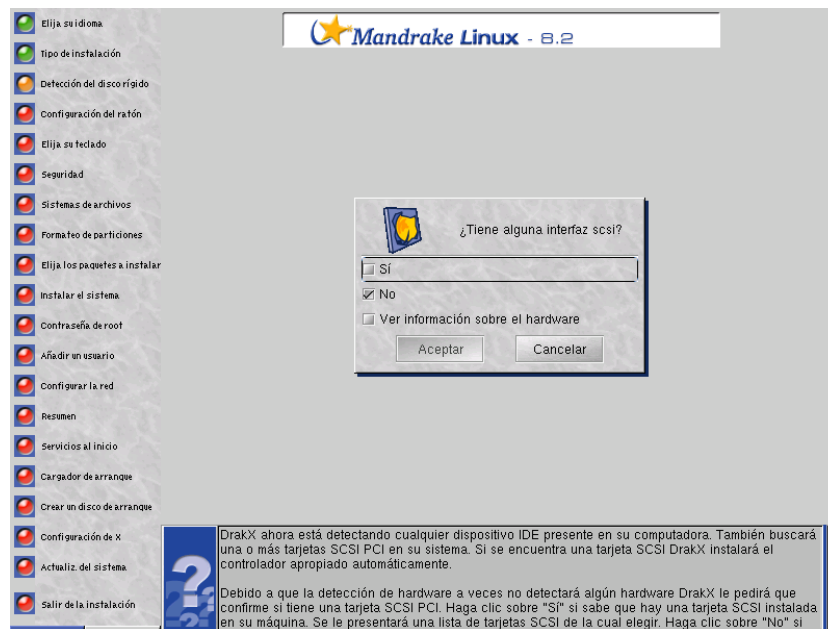 Mandrake Linux - 8.2
Elija su idioma
Tipo de instalación
Detección del disco rígido
Configuración del ratón
Elija su teclado
Seguridad
Sistemas de archivos
Formateo de particiones
Elija los paquetes a instalar
Instalar el sistema
Contraseña de root
Añadir un usuario
Configurar la red
Resumen
Servicios al inicio
Cargador de arranque
Crear un disco de arranque
Configuración de X
Actualiz. del sistema
Salir de la instalación
¿Tiene alguna interfaz scsi?
Sí
No
Ver información sobre el hardware
Aceptar
Cancelar
DrakX ahora está detectando cualquier dispositivo IDE presente en su computadora. También buscará
una o más tarjetas SCSI PCI en su sistema. Si se encuentra una tarjeta SCSI DrakX instalará el
controlador apropiado automáticamente.
Debido a que la detección de hardware a veces no detectará algún hardware DrakX le pedirá que
confirme si tiene una tarjeta SCSI PCI. Haga clic sobre "Sí" si sabe que hay una tarjeta SCSI instalada
en su máquina. Se le presentará una lista de tarjetas SCSI de la cual elegir. Haga clic sobre "No" si